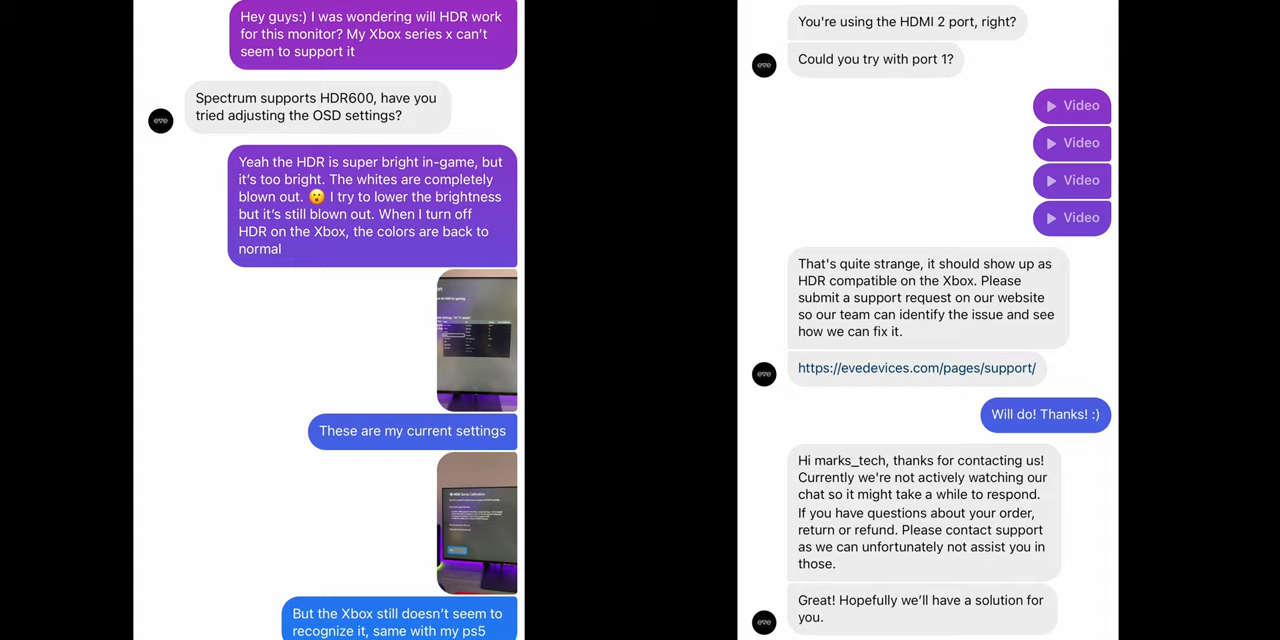 Hey guys:) I was wondering will HDR work
for this monitor? My Xbox series x can't
seem to support it
Spectrum supports HDR600, have you
tried adjusting the OSD settings?
eve
Yeah the HDR is super bright in-game, but
it's too bright. The whites are completely
blown out. 😮 I try to lower the brightness
but it's still blown out. When I turn off
HDR on the Xbox, the colors are back to
normal
These are my current settings
HDR Game Calibration
But the Xbox still doesn't seem to
recognize it, same with my ps5
You're using the HDMI 2 port, right?
Could you try with port 1?
eve
Video
Video
Video
Video
That's quite strange, it should show up as
HDR compatible on the Xbox. Please
submit a support request on our website
so our team can identify the issue and see
how we can fix it.
https://evedevices.com/pages/support/
eve
Will do! Thanks! :)
Hi marks_tech, thanks for contacting us!
Currently we're not actively watching our
chat so it might take a while to respond.
If you have questions about your order,
return or refund. Please contact support
as we can unfortunately not assist you in
those.
Great! Hopefully we'll have a solution for
you.
eve